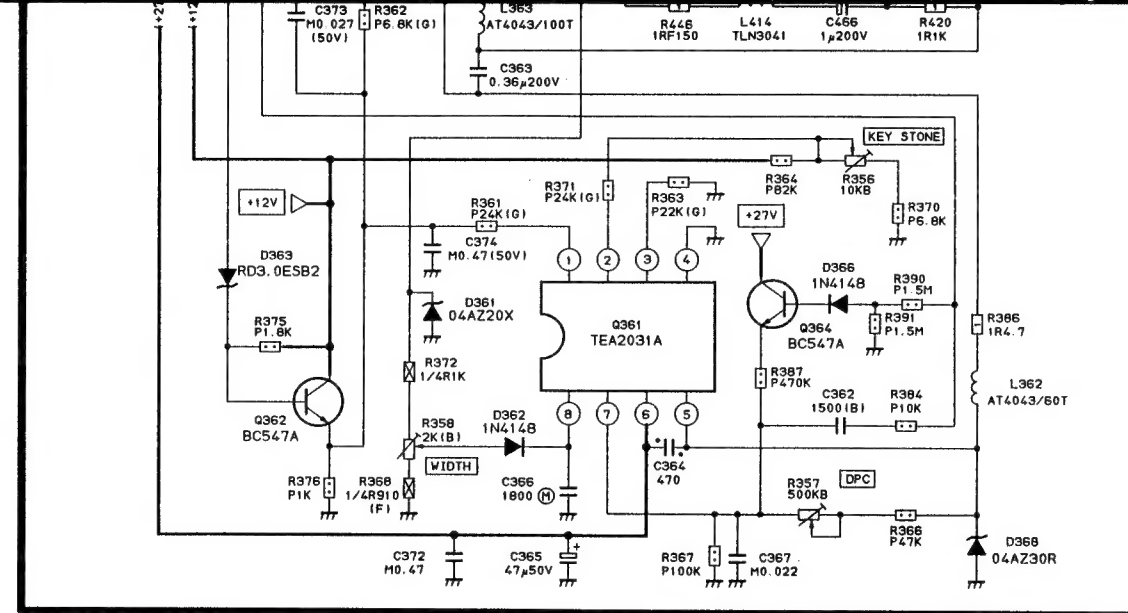 +27
+12
C373
M0.027
(50V)
R362
P6.8K(G)
L363
AT4043/100T
R446
1RF150
L414
TLN3041
C466
1µ200V
R420
1R1K
C363
0.36µ200V
KEY STONE
R364
P82K
R356
10KB
R371
P24K(G)
R363
P22K(G)
R370
P6.8K
+12V
R361
P24K(G)
+27V
C374
M0.47(50V)
1
2
3
4
D363
RD3.0ESB2
D366
1N4148
R390
P1.5M
D361
04AZ20X
Q361
TEA2031A
Q364
BC547A
R391
P1.5M
R386
1R4.7
R375
P1.8K
R372
1/4R1K
R387
P470K
L362
AT4043/60T
C362
1500(B)
R384
P10K
8
7
6
5
Q362
BC547A
R358
2K(B)
D362
1N4148
WIDTH
C364
470
R376
P1K
R368
1/4R910
(F)
C366
1800 M
R357
500KB
DPC
R366
P47K
D368
04AZ30R
C372
M0.47
C365
47µ50V
+
R367
P100K
C367
M0.022